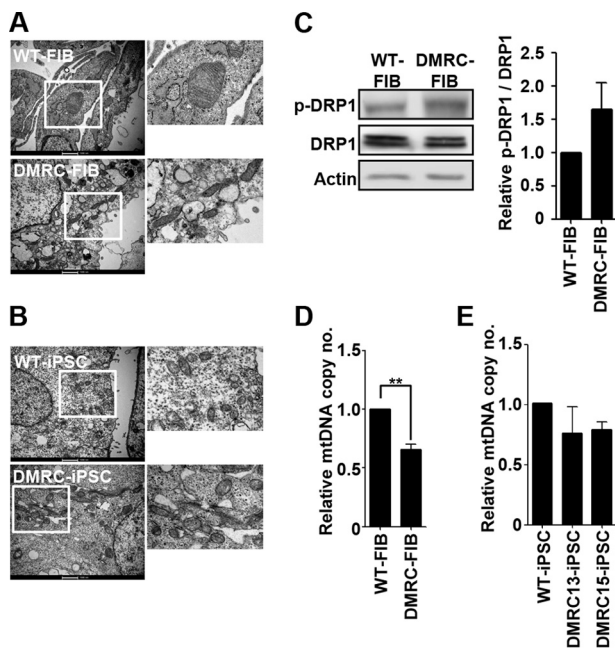 A
WT-FIB
DMRC-FIB
B
WT-iPSC
DMRC-iPSC
C
WT-
FIB
DMRC-
FIB
p-DRP1
DRP1
Actin
Relative p-DRP1 / DRP1
2.5
2.0
1.5
1.0
0.5
0
WT-FIB
DMRC-FIB
D
Relative mtDNA copy no.
1.5
1.0
0.5
0
**
WT-FIB
DMRC-FIB
E
Relative mtDNA copy no.
1.5
1.0
0.5
0
WT-iPSC
DMRC13-iPSC
DMRC15-iPSC